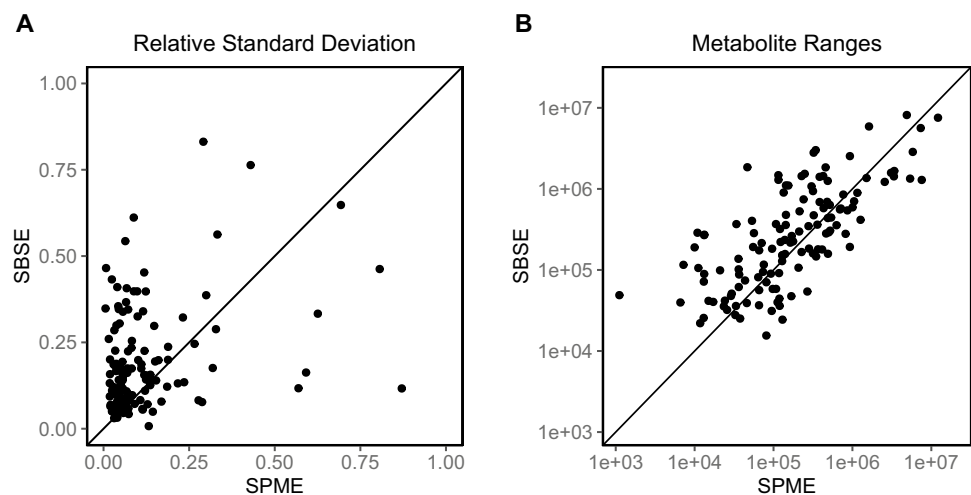 A
Relative Standard Deviation
1.00
0.75
0.50
0.25
0.00
SBSE
0.00 0.25 0.50 0.75 1.00
SPME
B
Metabolite Ranges
1e+07
1e+06
1e+05
1e+04
1e+03
SBSE
1e+03 1e+04 1e+05 1e+06 1e+07
SPME